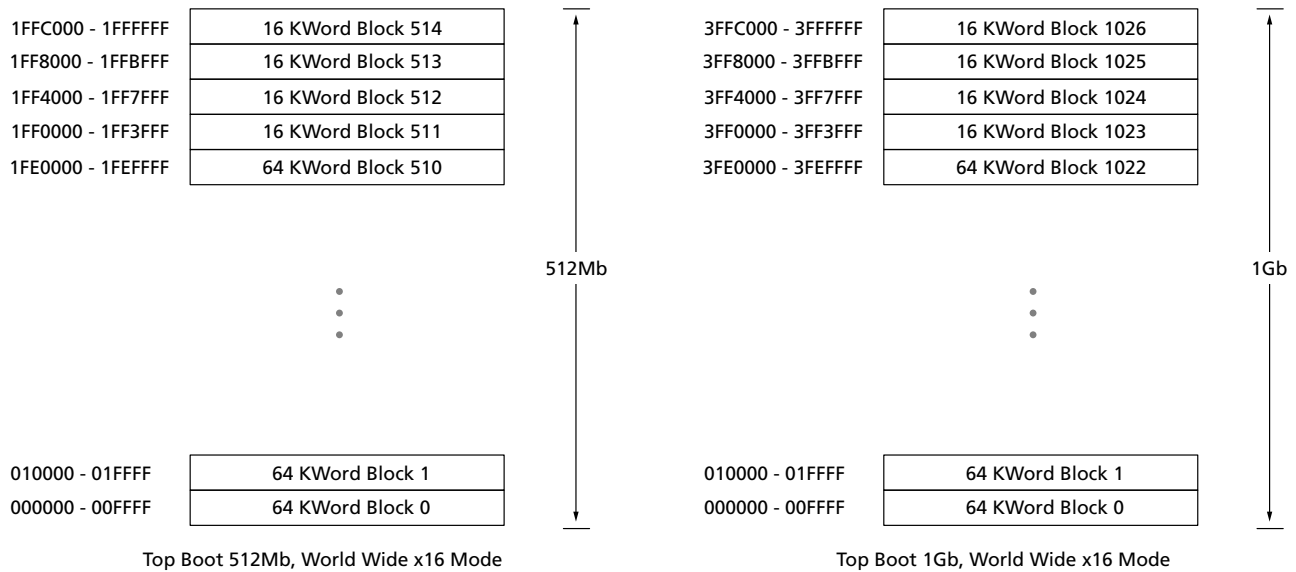 1FFC000 - 1FFFFFF 16 KWord Block 514
1FF8000 - 1FFBFFF 16 KWord Block 513
1FF4000 - 1FF7FFF 16 KWord Block 512
1FF0000 - 1FF3FFF 16 KWord Block 511
1FE0000 - 1FEFFFF 64 KWord Block 510
512Mb
010000 - 01FFFF 64 KWord Block 1
000000 - 00FFFF 64 KWord Block 0
Top Boot 512Mb, World Wide x16 Mode
3FFC000 - 3FFFFFF 16 KWord Block 1026
3FF8000 - 3FFBFFF 16 KWord Block 1025
3FF4000 - 3FF7FFF 16 KWord Block 1024
3FF0000 - 3FF3FFF 16 KWord Block 1023
3FE0000 - 3FEFFFF 64 KWord Block 1022
1Gb
010000 - 01FFFF 64 KWord Block 1
000000 - 00FFFF 64 KWord Block 0
Top Boot 1Gb, World Wide x16 Mode